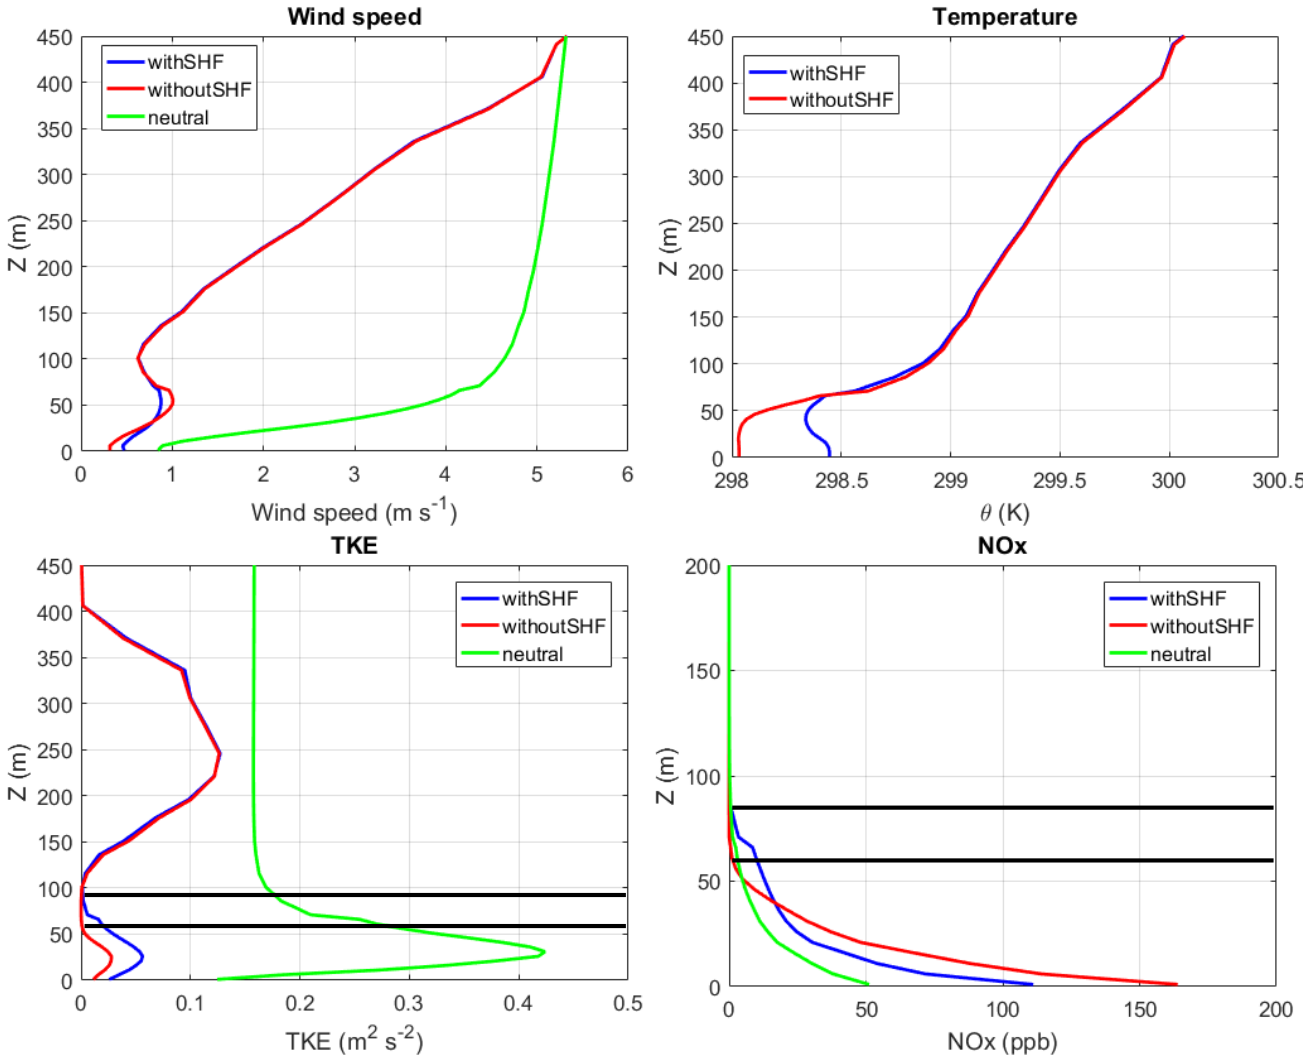 Wind speed
450
400
350
300
250
200
150
100
50
0
Z (m)
withSHF
withoutSHF
neutral
0 1 2 3 4 5 6
Wind speed (m s-1)
Temperature
450
400
350
300
250
200
150
100
50
0
Z (m)
withSHF
withoutSHF
298 298.5 299 299.5 300 300.5
θ (K)
TKE
450
400
350
300
250
200
150
100
50
0
Z (m)
withSHF
withoutSHF
neutral
0 0.1 0.2 0.3 0.4 0.5
TKE (m2 s-2)
NOx
200
150
100
50
0
Z (m)
withSHF
withoutSHF
neutral
0 50 100 150 200
NOx (ppb)